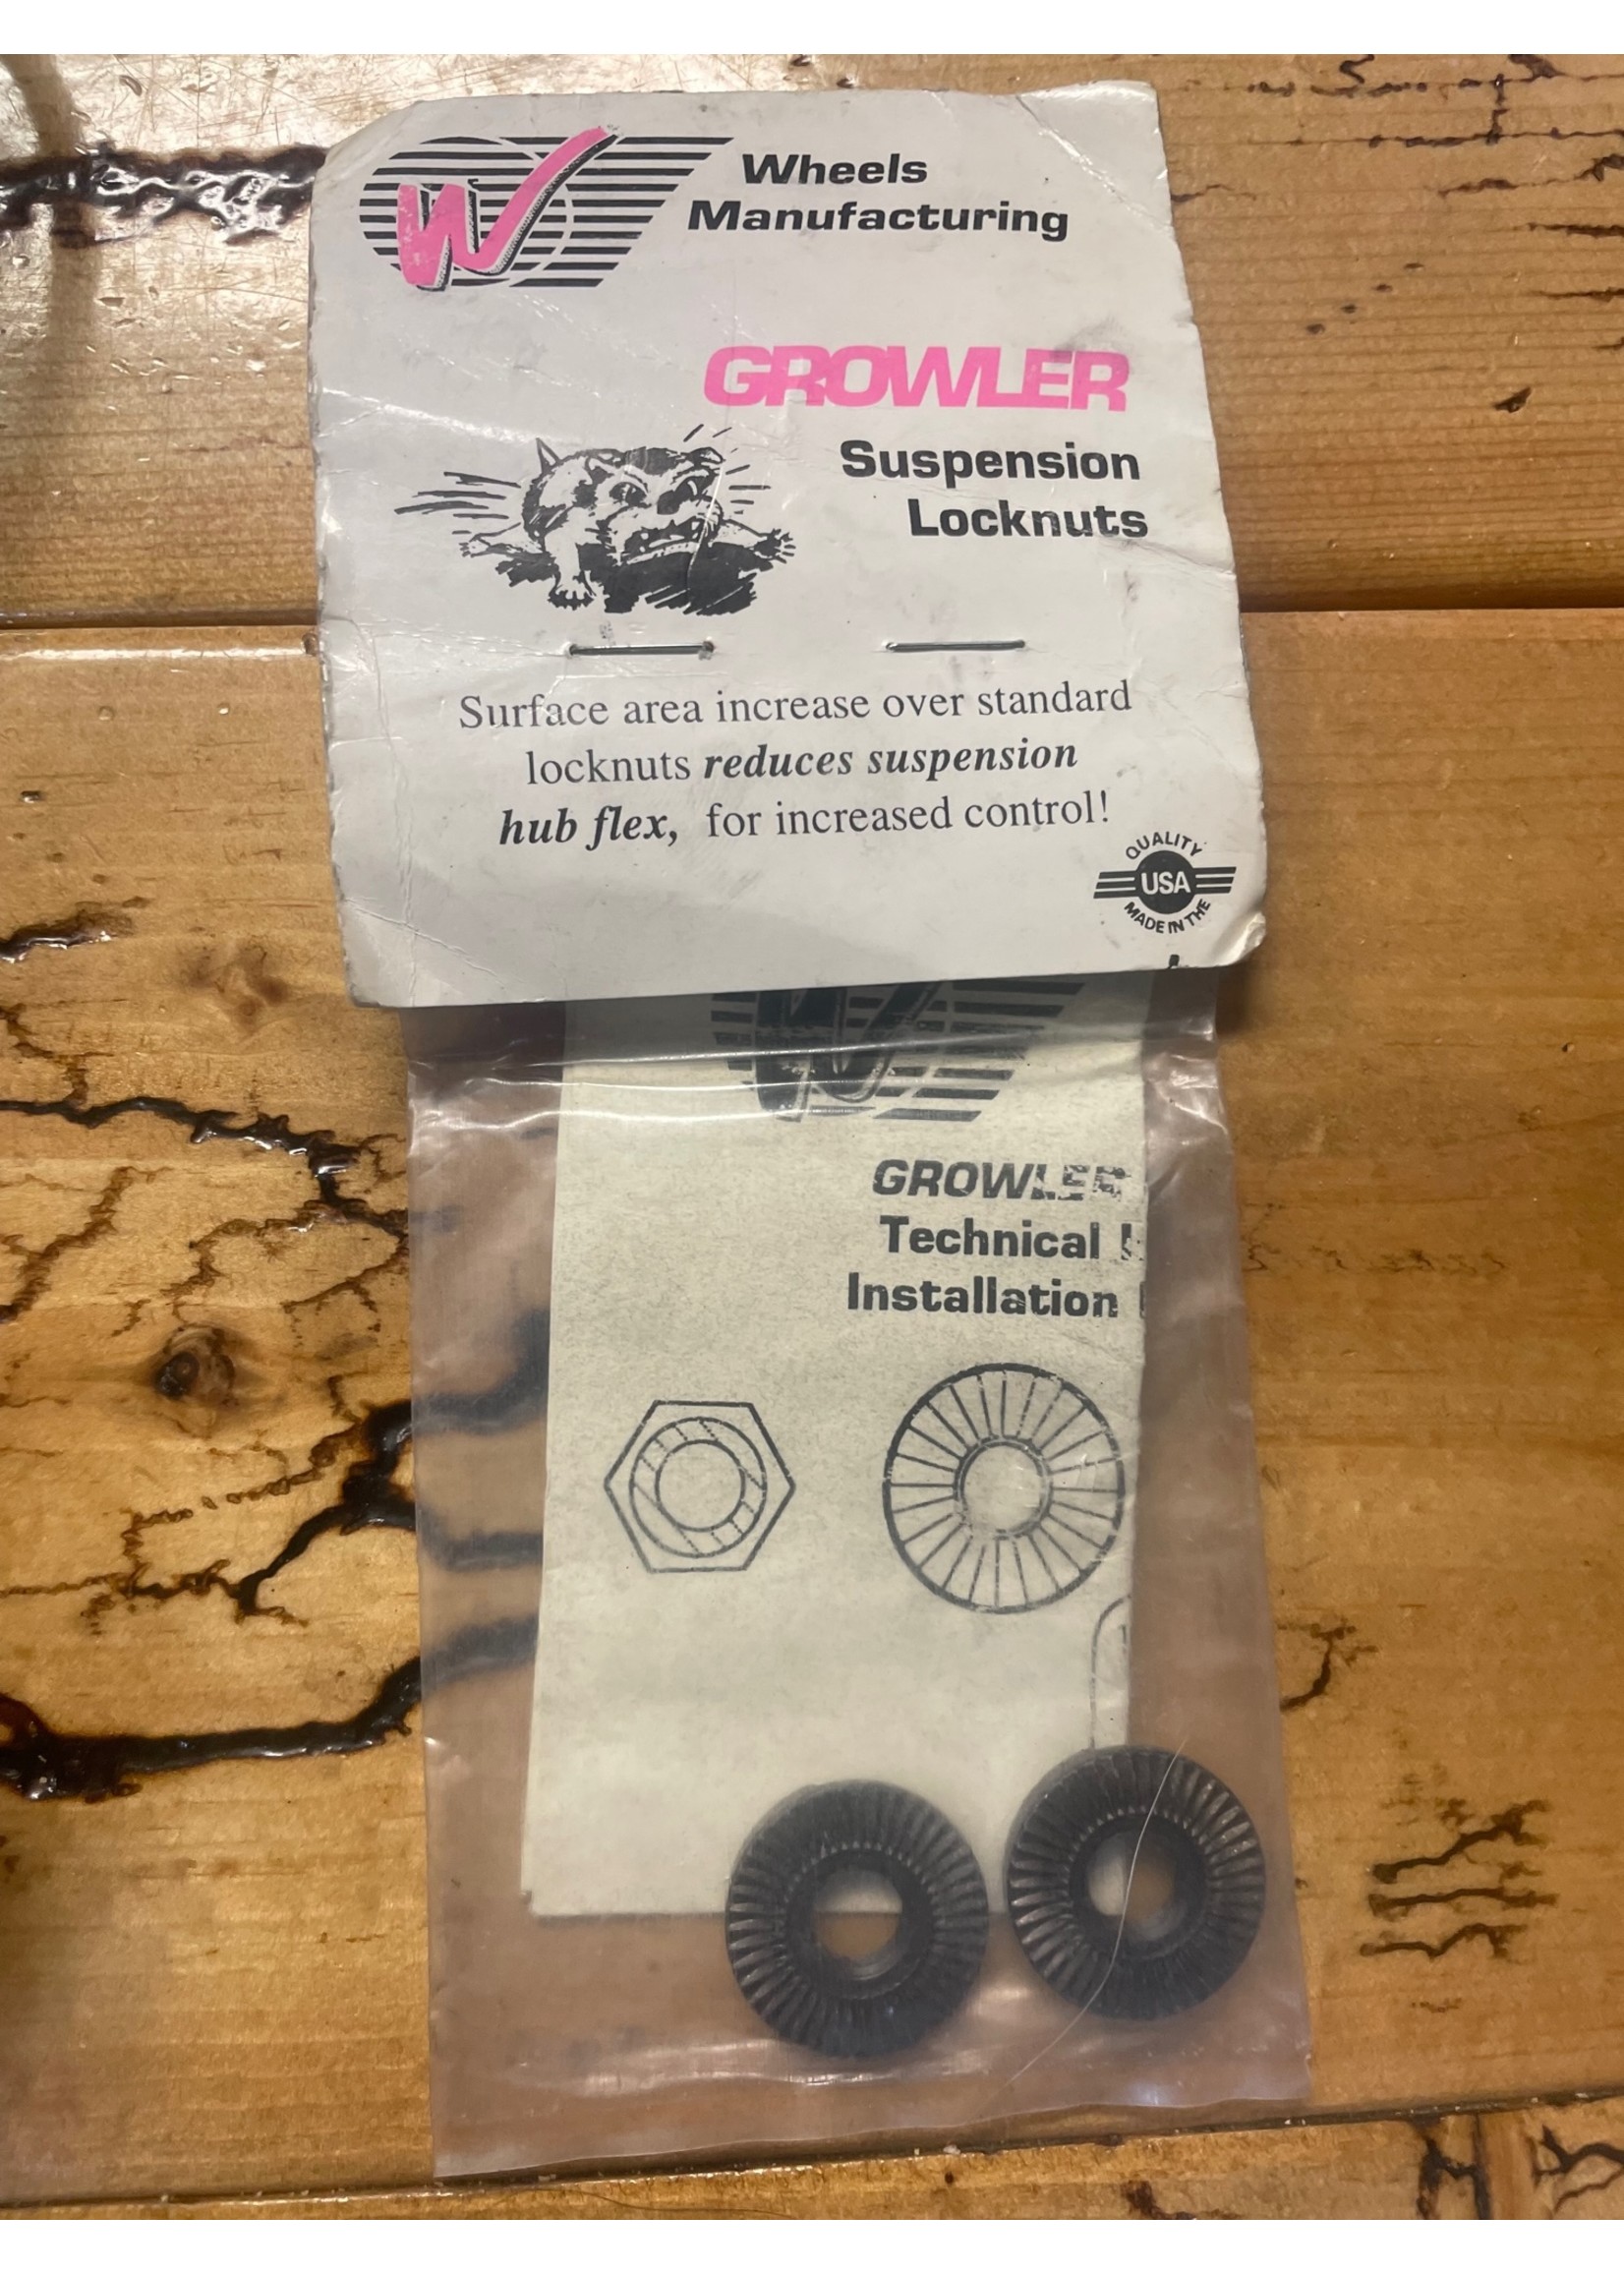 W
Wheels
Manufacturing
GROWLER
Suspension
Locknuts
Surface area increase over standard
locknuts reduces suspension
hub flex, for increased control!
QUALITY
USA
MADE IN THE
W
GROWLER
Technical
Installation